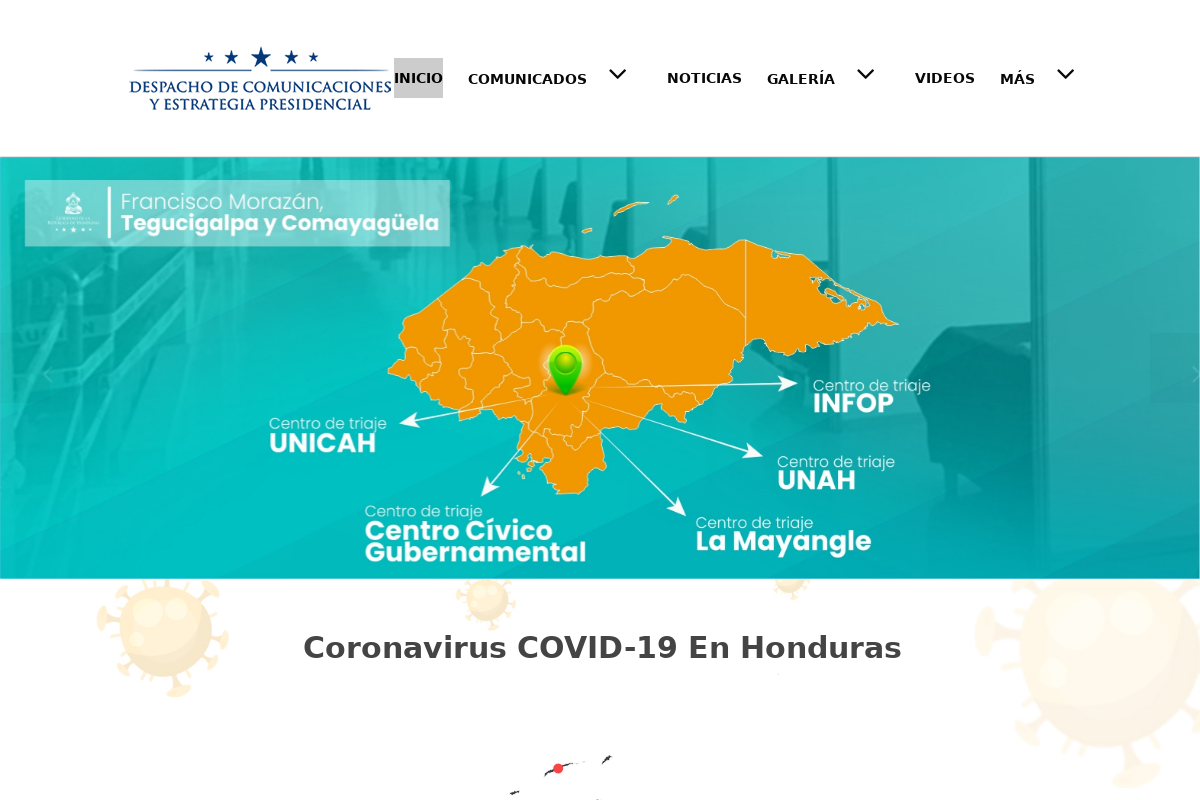 DESPACHO DE COMUNICACIONES
Y ESTRATEGIA PRESIDENCIAL
INICIO
COMUNICADOS
NOTICIAS
GALERÍA
VIDEOS
MÁS
Francisco Morazán,
Tegucigalpa y Comayagüela
Centro de triaje
INFOP
Centro de triaje
UNICAH
Centro de triaje
UNAH
Centro de triaje
Centro Cívico
Gubernamental
Centro de triaje
La Mayangle
Coronavirus COVID-19 En Honduras